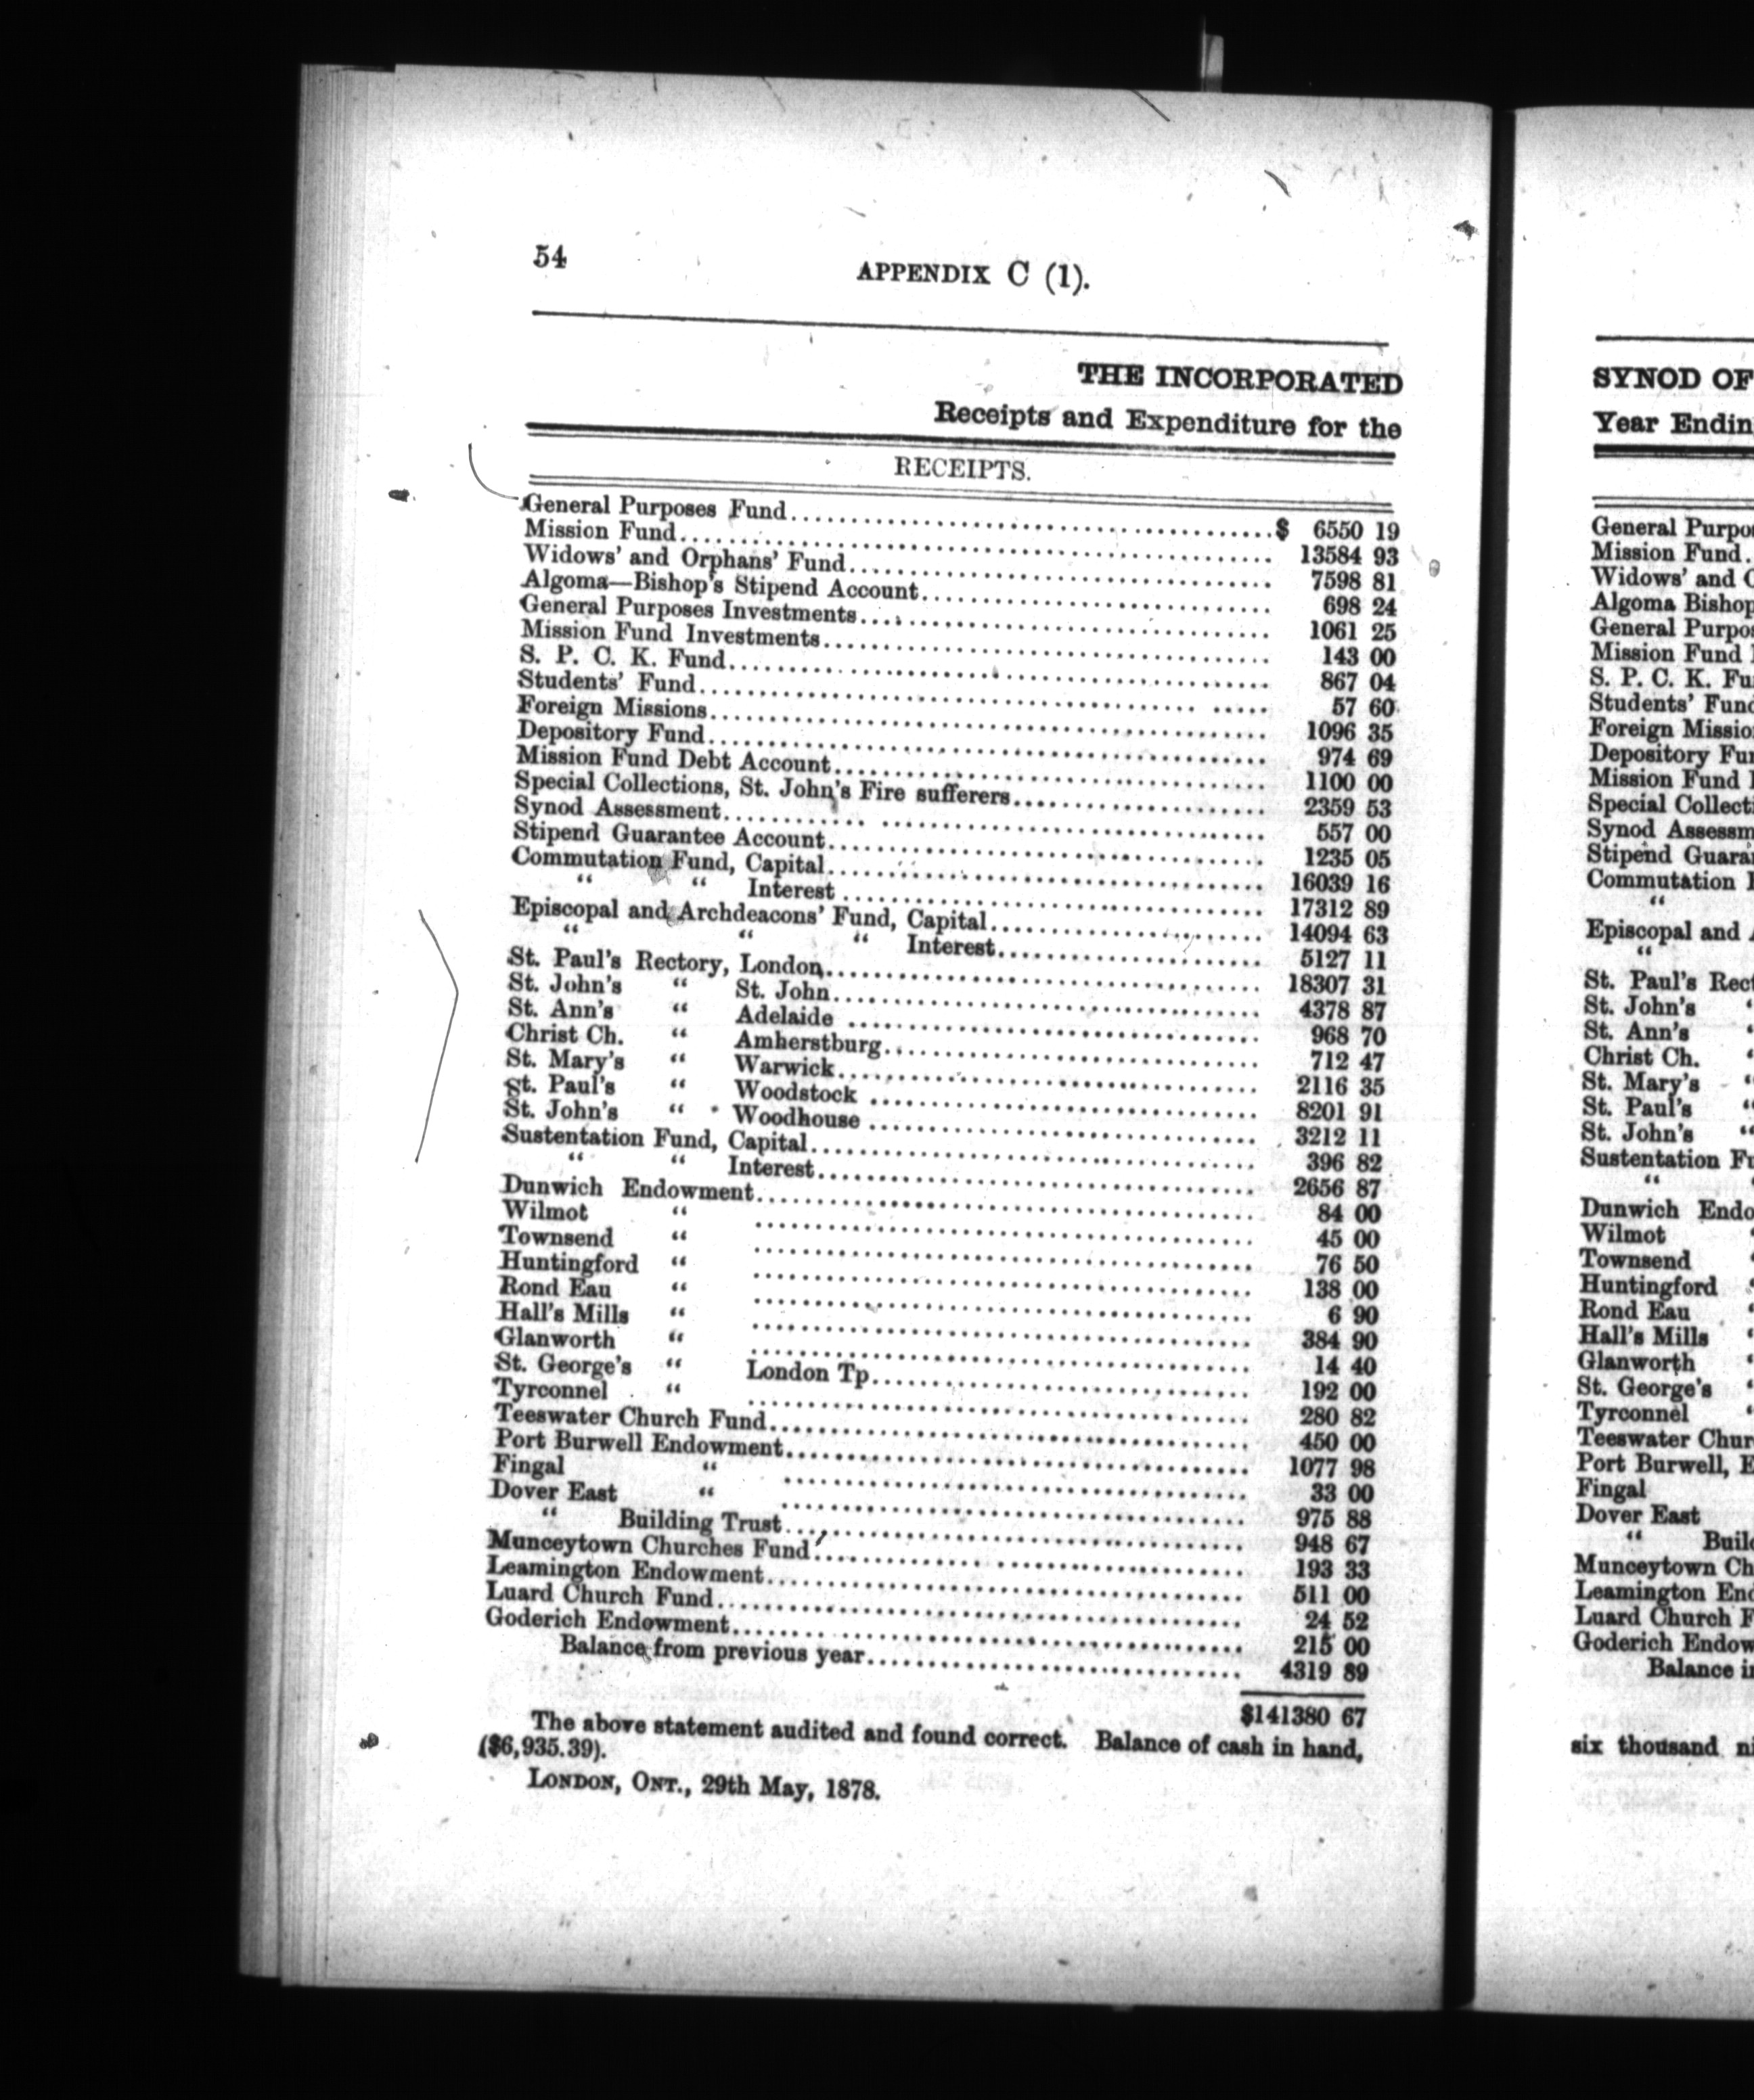 54
APPENDIX C (1).
THE INCORPORATED
Receipts and Expenditure for the
RECEIPTS.
General Purposes Fund.......... $ 6550 19
Mission Fund.......... 13584 93
Widows' and Orphans' Fund.......... 7598 81
Algoma—Bishop's Stipend Account.......... 698 24
General Purposes Investments.......... 1061 25
Mission Fund Investments.......... 143 00
S. P. C. K. Fund.......... 867 04
Students' Fund.......... 57 60
Foreign Missions.......... 1096 35
Depository Fund.......... 974 69
Mission Fund Debt Account.......... 1100 00
Special Collections, St. John's Fire sufferers.......... 2359 53
Synod Assessment.......... 557 00
Stipend Guarantee Account.......... 1235 05
Commutation Fund, Capital.......... 16039 16
“ “ Interest.......... 17312 89
Episcopal and Archdeacons' Fund, Capital.......... 14094 63
“ “ “ Interest.......... 5127 11
St. Paul's Rectory, London.......... 18307 31
St. John's “ St. John.......... 4378 87
St. Ann's “ Adelaide.......... 968 70
Christ Ch. “ Amherstburg.......... 712 47
St. Mary's “ Warwick.......... 2116 35
St. Paul's “ Woodstock.......... 8201 91
St. John's “ Woodhouse.......... 3212 11
Sustentation Fund, Capital.......... 396 82
“ “ Interest.......... 2656 87
Dunwich Endowment.......... 84 00
Wilmot “ .......... 45 00
Townsend “ .......... 76 50
Huntingford “ .......... 138 00
Rond Eau “ .......... 6 90
Hall's Mills “ .......... 384 90
Glanworth “ .......... 14 40
St. George's “ London Tp.......... 192 00
Tyrconnel “ .......... 280 82
Teeswater Church Fund.......... 450 00
Port Burwell Endowment.......... 1077 98
Fingal “ .......... 33 00
Dover East “ .......... 975 88
“ Building Trust.......... 948 67
Munceytown Churches Fund.......... 193 33
Leamington Endowment.......... 511 00
Luard Church Fund.......... 24 52
Goderich Endowment.......... 215 00
Balance from previous year.......... 4319 89
$141380 67
The above statement audited and found correct. Balance of cash in hand,
($6,935.39).
LONDON, ONT., 29th May, 1878.
SYNOD OF
Year Endin
General Purpo
Mission Fund.
Widows' and
Algoma Bishop
General Purpo
Mission Fund
S. P. C. K. Fu
Students' Fund
Foreign Missio
Depository Fu
Mission Fund
Special Collecti
Synod Assessm
Stipend Guara
Commutation
“
Episcopal and
“
St. Paul's Rect
St. John's
St. Ann's
Christ Ch.
St. Mary's “
St. Paul's “
St. John's “
Sustentation Fu
“
Dunwich Endo
Wilmot
Townsend
Huntingford
Rond Eau
Hall's Mills
Glanworth
St. George's
Tyrconnel
Teeswater Chur
Port Burwell, E
Fingal
Dover East
“ Buil
Munceytown Ch
Leamington En
Luard Church F
Goderich Endow
Balance i
six thousand ni